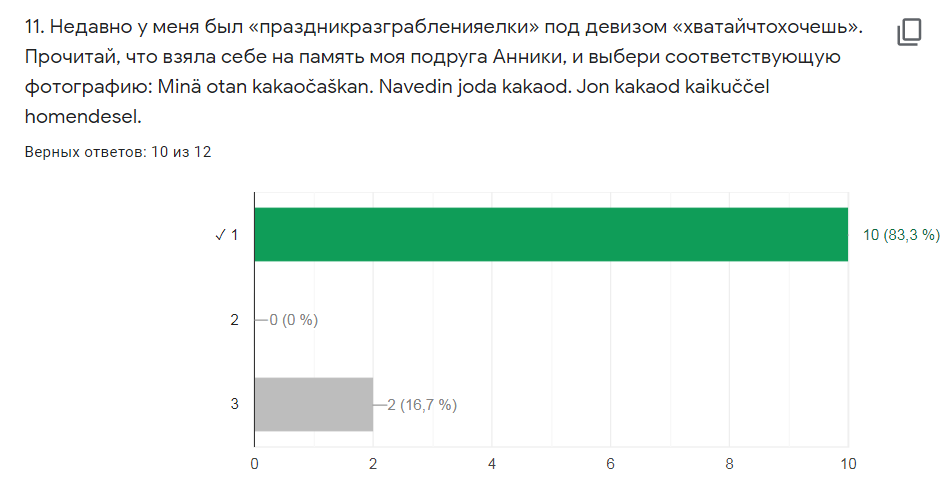 11. Недавно у меня был «праздникразграбленияелки» под девизом «хватайчтохочешь».
Прочитай, что взяла себе на память моя подруга Анники, и выбери соответствующую
фотографию: Minä otan kakaočaškan. Navedin joda kakaod. Jon kakaod kaikuččel
homendesel.
Верных ответов: 10 из 12
✓ 1
10 (83,3 %)
2
0 (0 %)
3
2 (16,7 %)
0 2 4 6 8 10